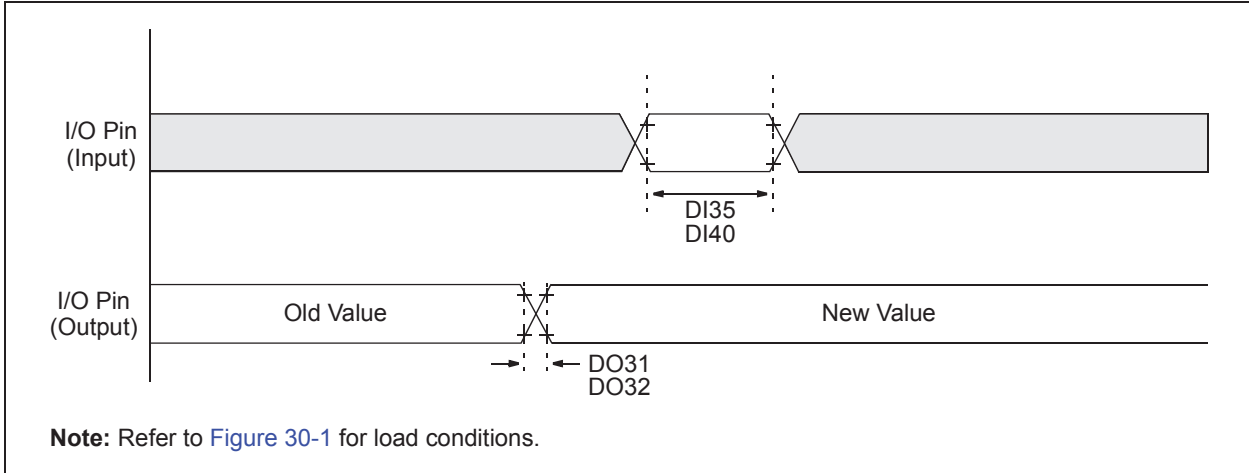 I/O Pin
(Input)
DI35
DI40
I/O Pin
(Output)
Old Value
New Value
DO31
DO32
Note: Refer to Figure 30-1 for load conditions.